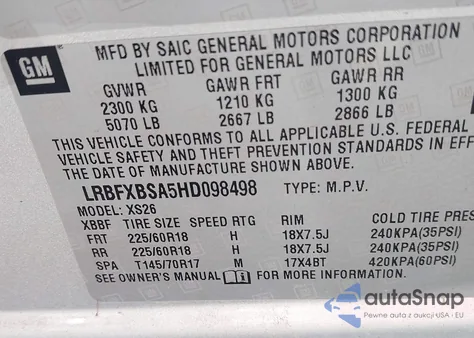 GM
MFD BY SAIC GENERAL MOTORS CORPORATION
LIMITED FOR GENERAL MOTORS LLC
GVWR GAWR FRT GAWR RR
2300 KG 1210 KG 1300 KG
5070 LB 2667 LB 2866 LB
THIS VEHICLE CONFORMS TO ALL APPLICABLE U.S. FEDERAL
VEHICLE SAFETY AND THEFT PREVENTION STANDARDS IN EFF
THE DATE OF MANUFACTURE SHOWN ABOVE.
LRBFXBSA5HD098498 TYPE: M.P.V.
MODEL: XS26
XBBF TIRE SIZE SPEED RTG RIM COLD TIRE PRES
FRT 225/60R18 H 18X7.5J 240KPA(35PSI)
RR 225/60R18 H 18X7.5J 240KPA(35PSI)
SPA T145/70R17 M 17X4BT 420KPA(60PSI)
SEE OWNER'S MANUAL FOR MORE INFORMATION.
autoSnap
Pewne auta z aukcji USA · EU